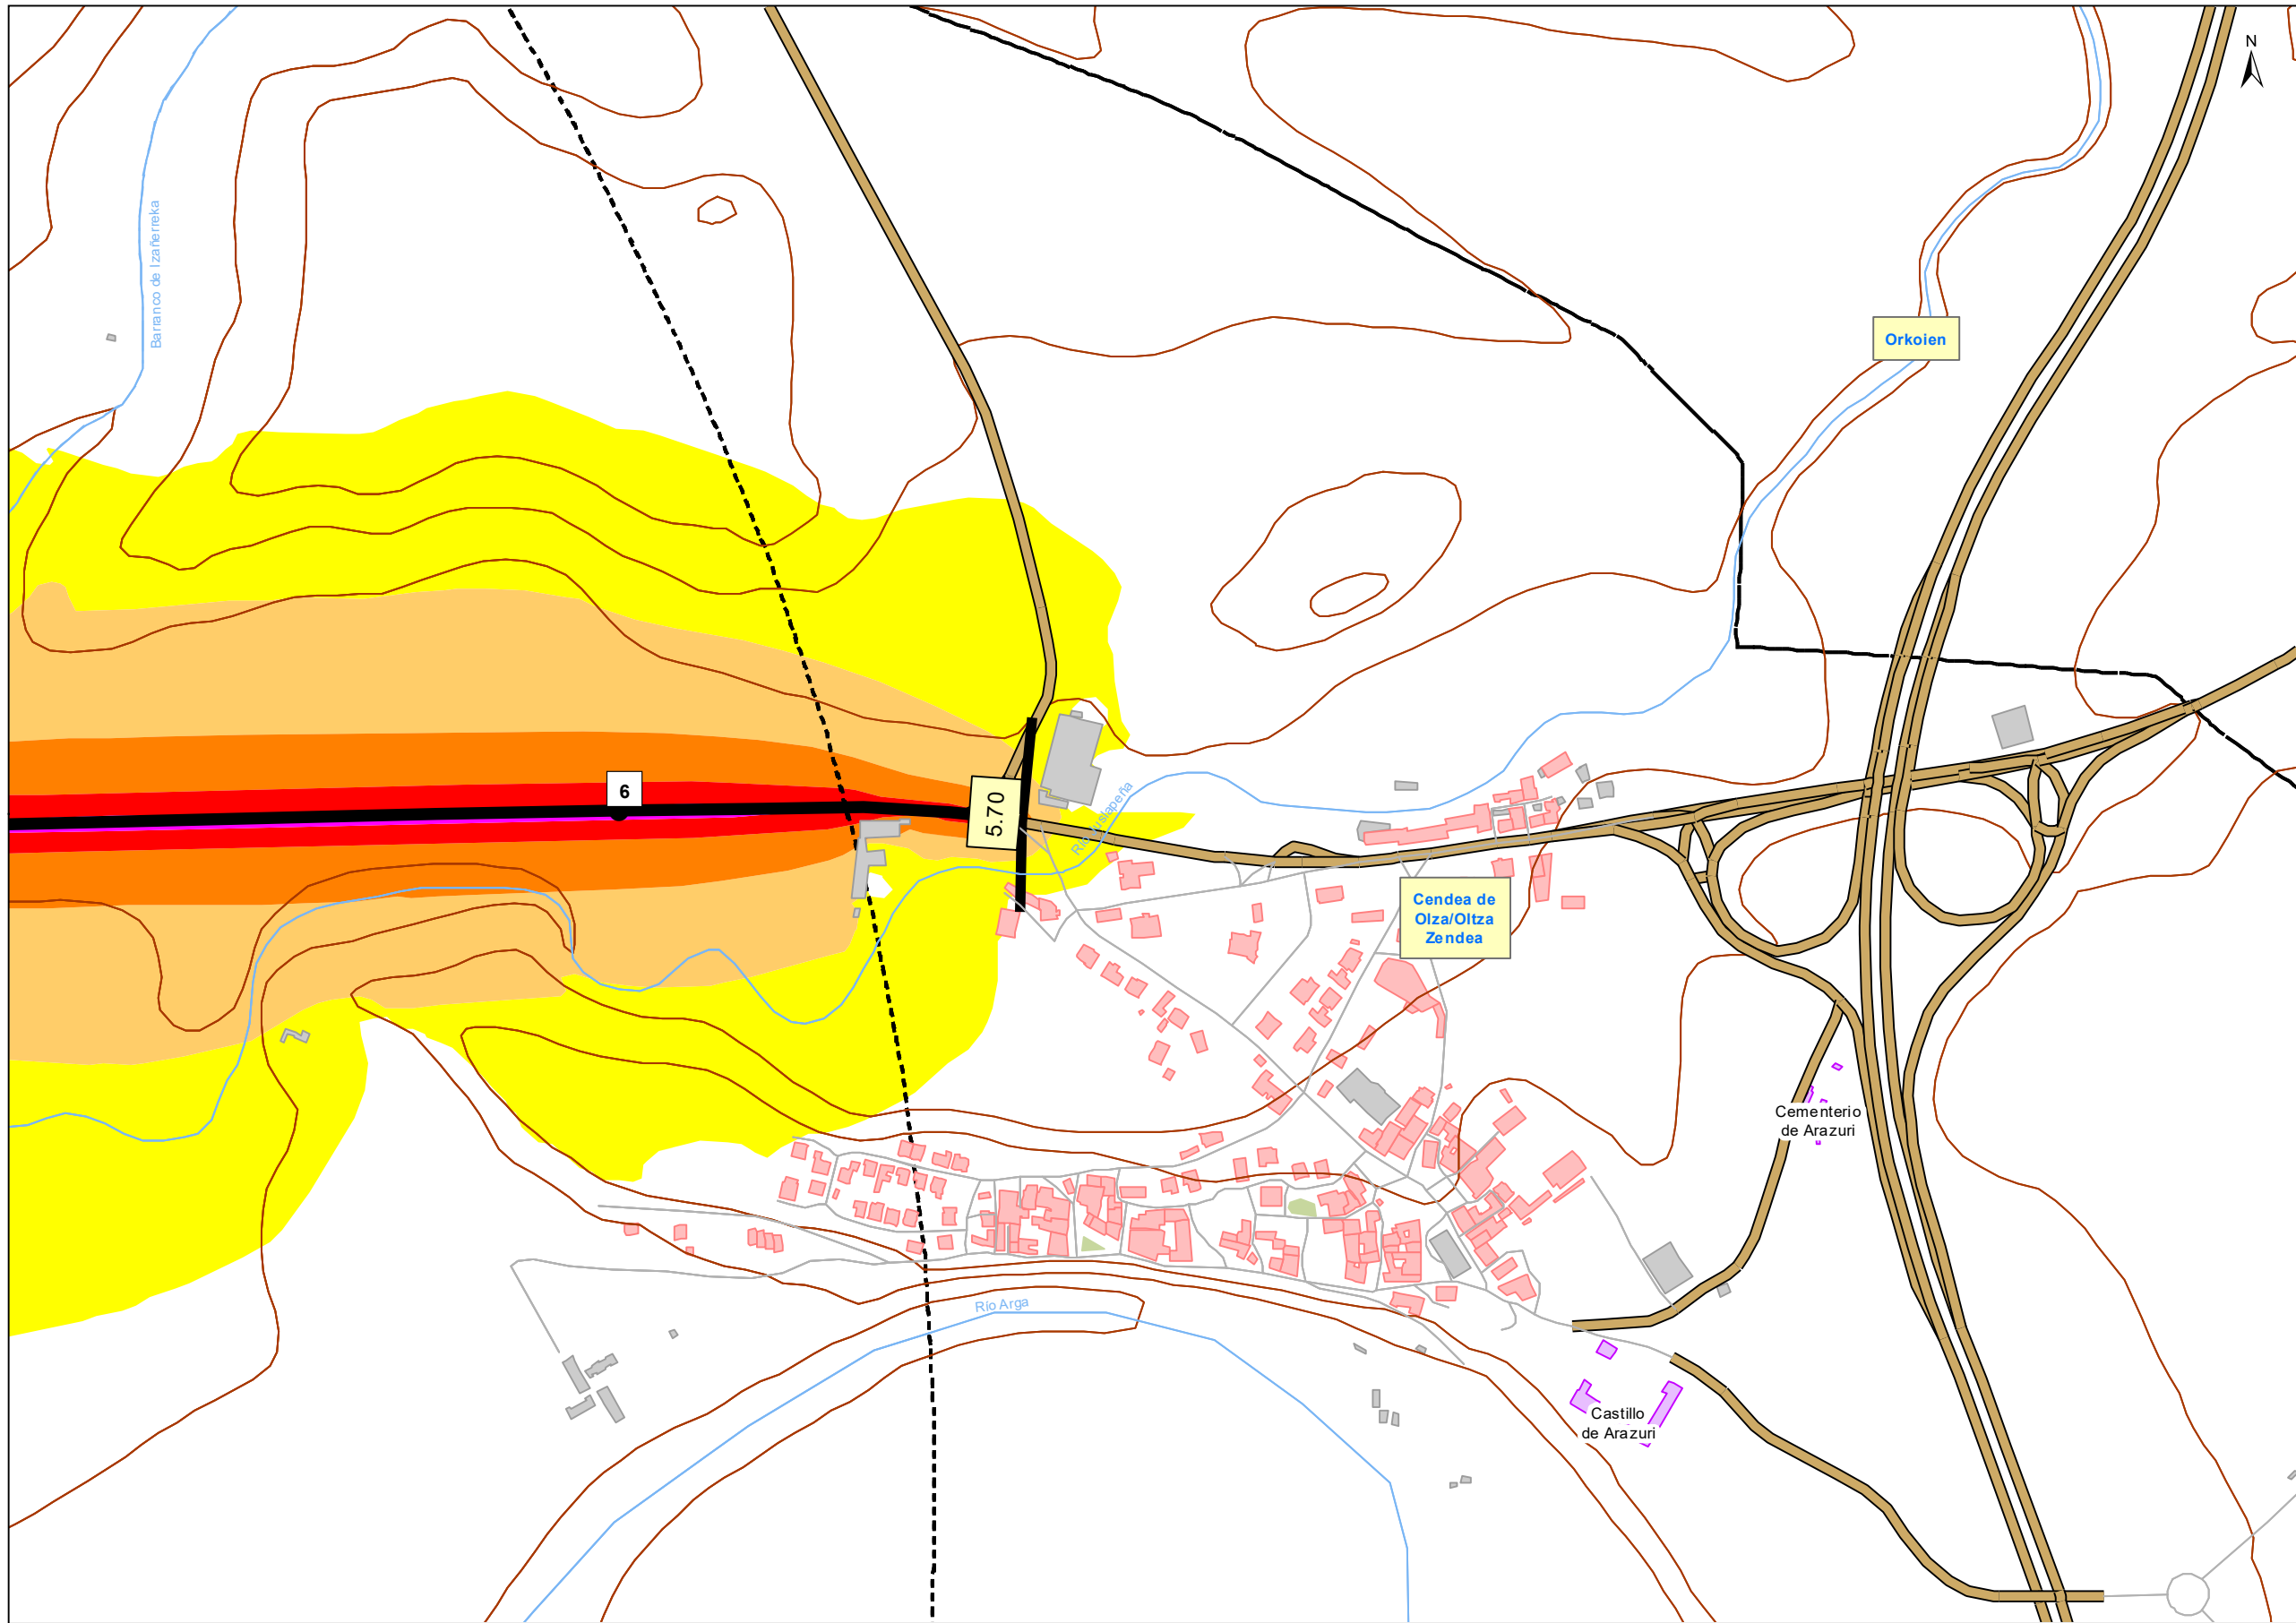 N
Barranco de Izañerreka
Orkoien
6
5.70
Río Juslapeña
Cendea de
Olza/Oltza
Zendea
Cementerio
de Arazuri
Río Arga
Castillo
de Arazuri